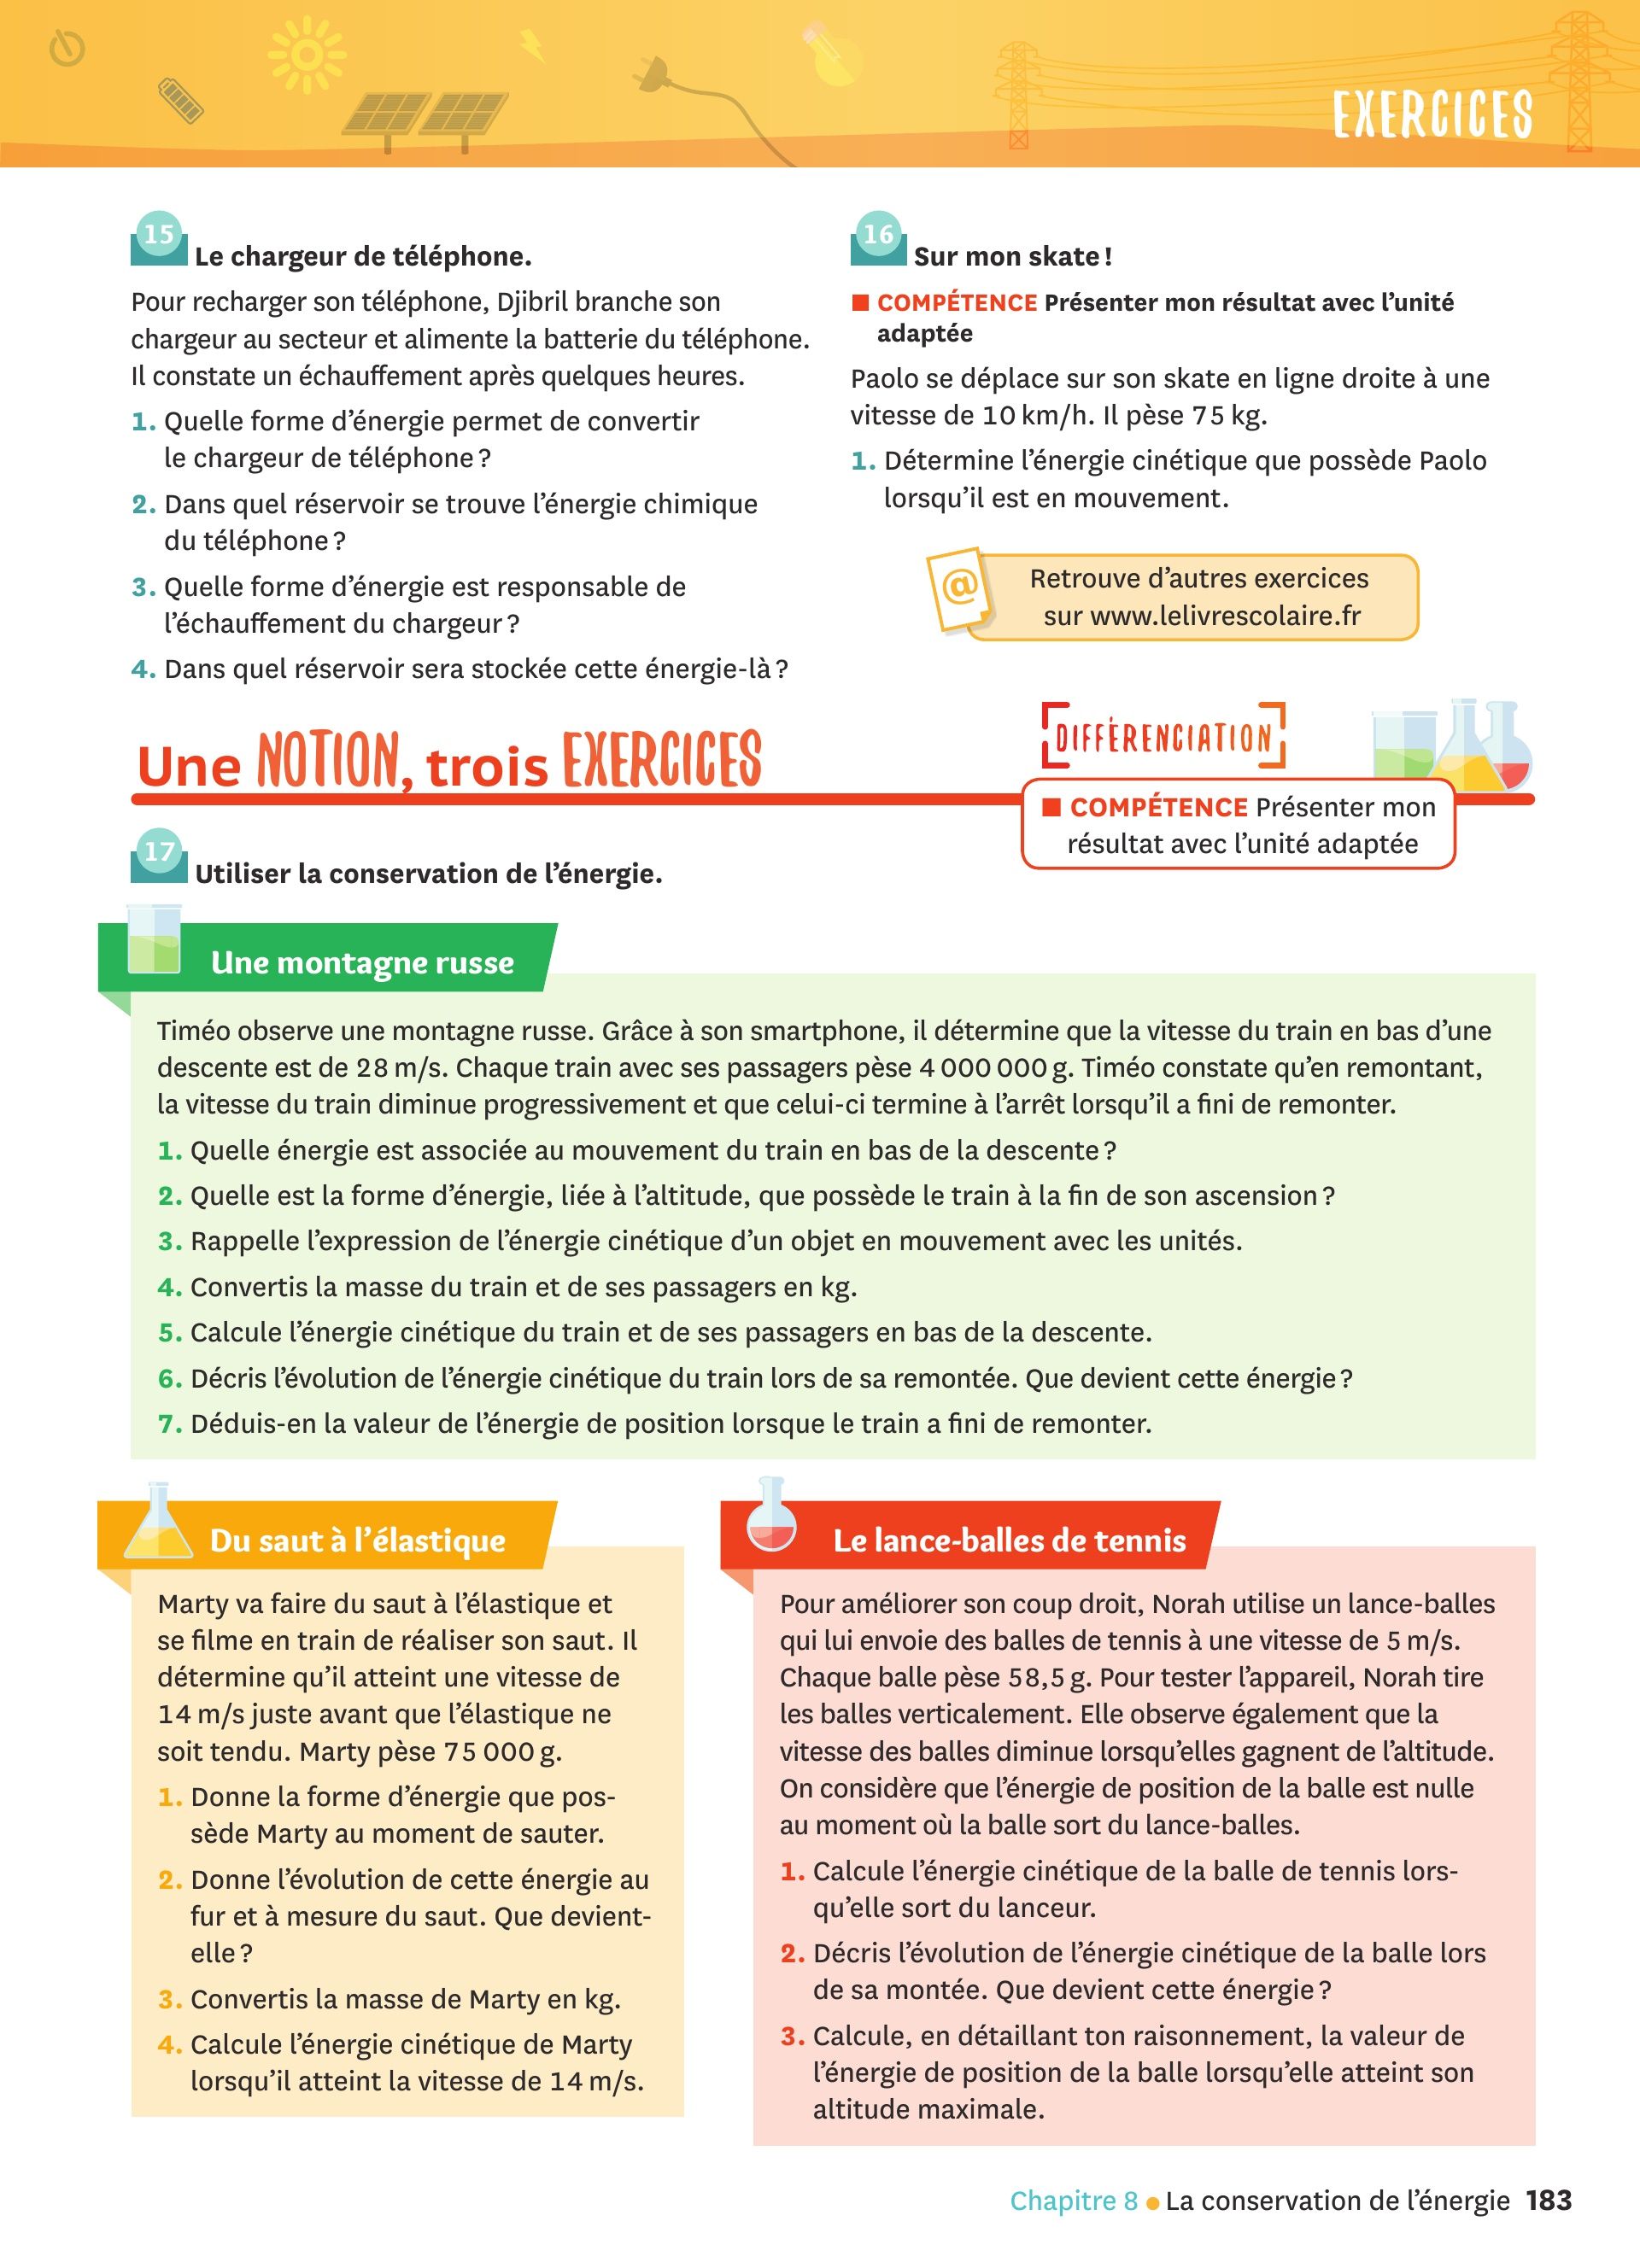 EXERCICES
15
Le chargeur de téléphone.
Pour recharger son téléphone, Djibril branche son
chargeur au secteur et alimente la batterie du téléphone.
Il constate un échauffement après quelques heures.
1. Quelle forme d’énergie permet de convertir
le chargeur de téléphone ?
2. Dans quel réservoir se trouve l’énergie chimique
du téléphone ?
3. Quelle forme d’énergie est responsable de
l’échauffement du chargeur ?
4. Dans quel réservoir sera stockée cette énergie-là ?
16
Sur mon skate !
COMPÉTENCE Présenter mon résultat avec l’unité
adaptée
Paolo se déplace sur son skate en ligne droite à une
vitesse de 10 km/h. Il pèse 75 kg.
1. Détermine l’énergie cinétique que possède Paolo
lorsqu’il est en mouvement.
@
Retrouve d’autres exercices
sur www.lelivrescolaire.fr
Une NOTION, trois EXERCICES
DIFFÉRENCIATION
COMPÉTENCE Présenter mon
résultat avec l’unité adaptée
17
Utiliser la conservation de l’énergie.
Une montagne russe
Timéo observe une montagne russe. Grâce à son smartphone, il détermine que la vitesse du train en bas d’une
descente est de 28 m/s. Chaque train avec ses passagers pèse 4 000 000 g. Timéo constate qu’en remontant,
la vitesse du train diminue progressivement et que celui-ci termine à l’arrêt lorsqu’il a fini de remonter.
1. Quelle énergie est associée au mouvement du train en bas de la descente ?
2. Quelle est la forme d’énergie, liée à l’altitude, que possède le train à la fin de son ascension ?
3. Rappelle l’expression de l’énergie cinétique d’un objet en mouvement avec les unités.
4. Convertis la masse du train et de ses passagers en kg.
5. Calcule l’énergie cinétique du train et de ses passagers en bas de la descente.
6. Décris l’évolution de l’énergie cinétique du train lors de sa remontée. Que devient cette énergie ?
7. Déduis-en la valeur de l’énergie de position lorsque le train a fini de remonter.
Du saut à l’élastique
Marty va faire du saut à l’élastique et
se filme en train de réaliser son saut. Il
détermine qu’il atteint une vitesse de
14 m/s juste avant que l’élastique ne
soit tendu. Marty pèse 75 000 g.
1. Donne la forme d’énergie que pos-
sède Marty au moment de sauter.
2. Donne l’évolution de cette énergie au
fur et à mesure du saut. Que devient-
elle ?
3. Convertis la masse de Marty en kg.
4. Calcule l’énergie cinétique de Marty
lorsqu’il atteint la vitesse de 14 m/s.
Le lance-balles de tennis
Pour améliorer son coup droit, Norah utilise un lance-balles
qui lui envoie des balles de tennis à une vitesse de 5 m/s.
Chaque balle pèse 58,5 g. Pour tester l’appareil, Norah tire
les balles verticalement. Elle observe également que la
vitesse des balles diminue lorsqu’elles gagnent de l’altitude.
On considère que l’énergie de position de la balle est nulle
au moment où la balle sort du lance-balles.
1. Calcule l’énergie cinétique de la balle de tennis lors-
qu’elle sort du lanceur.
2. Décris l’évolution de l’énergie cinétique de la balle lors
de sa montée. Que devient cette énergie ?
3. Calcule, en détaillant ton raisonnement, la valeur de
l’énergie de position de la balle lorsqu’elle atteint son
altitude maximale.
Chapitre 8 • La conservation de l’énergie 183